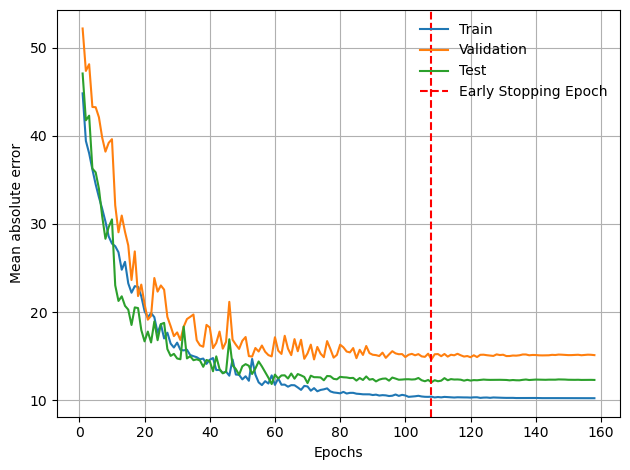 Mean absolute error
50
40
30
20
10
Train
Validation
Test
Early Stopping Epoch
0 20 40 60 80 100 120 140 160
Epochs